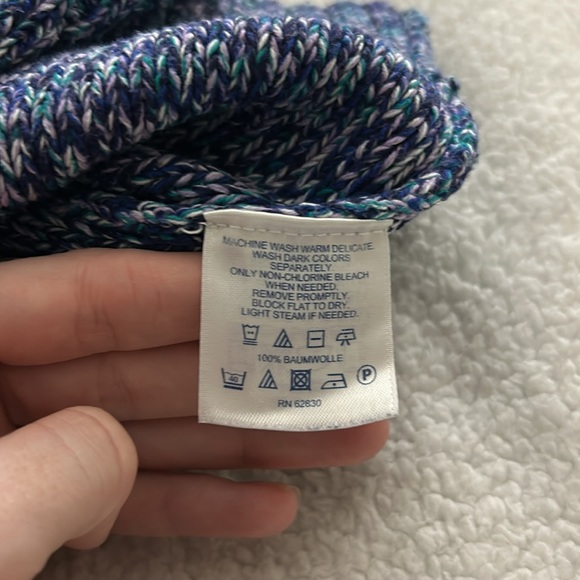 MACHINE WASH WARM DELICATE.
WASH DARK COLORS
SEPARATELY.
ONLY NON-CHLORINE BLEACH
WHEN NEEDED.
REMOVE PROMPTLY.
BLOCK FLAT TO DRY.
LIGHT STEAM IF NEEDED.
100% BAUMWOLLE
40 P
RN 62830